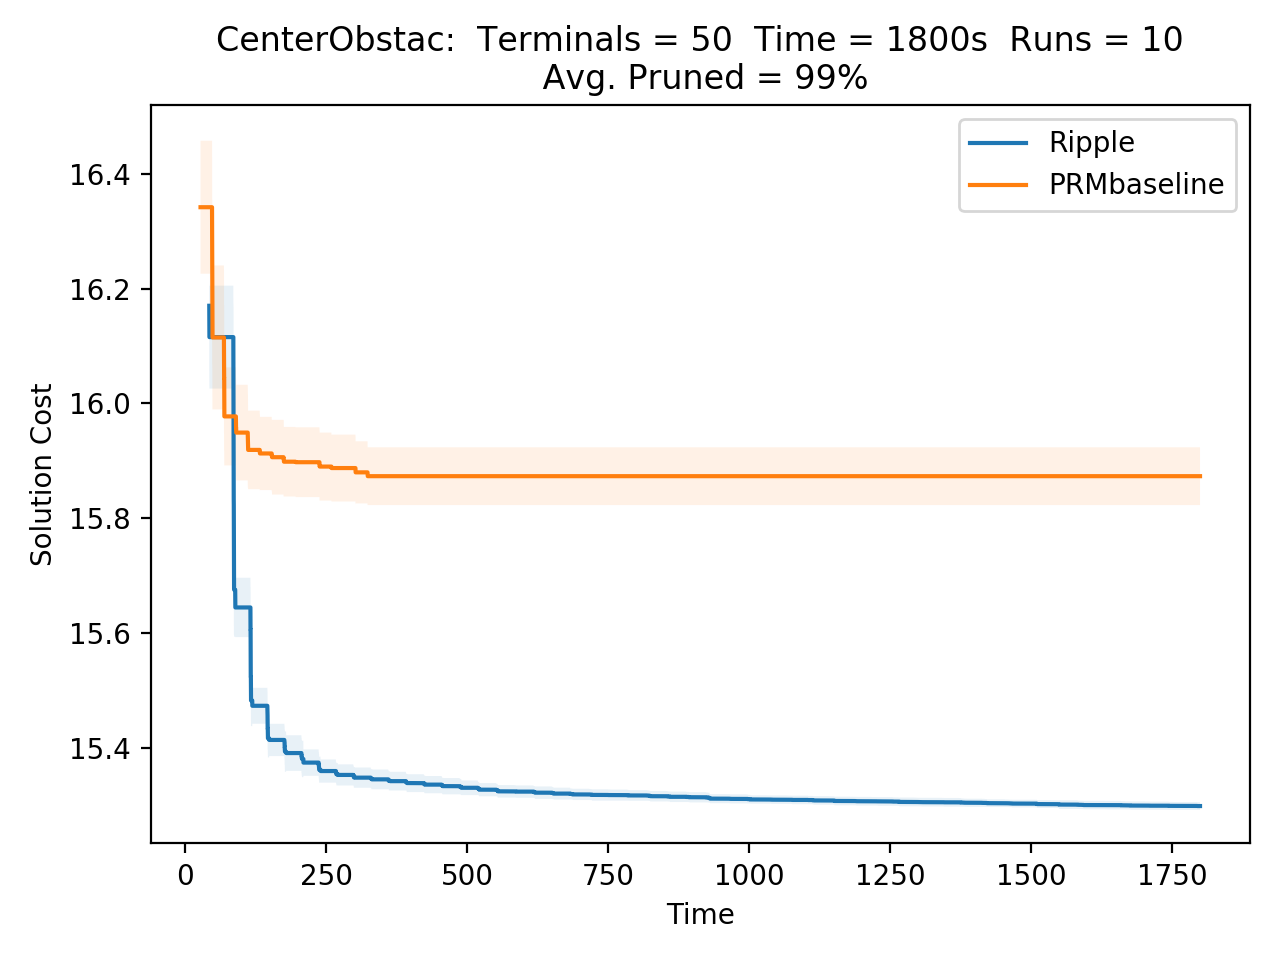 CenterObstac:  Terminals = 50  Time = 1800s  Runs = 10
Avg. Pruned = 99%
Ripple
PRMbaseline
16.4
16.2
16.0
15.8
15.6
15.4
Solution Cost
0 250 500 750 1000 1250 1500 1750
Time